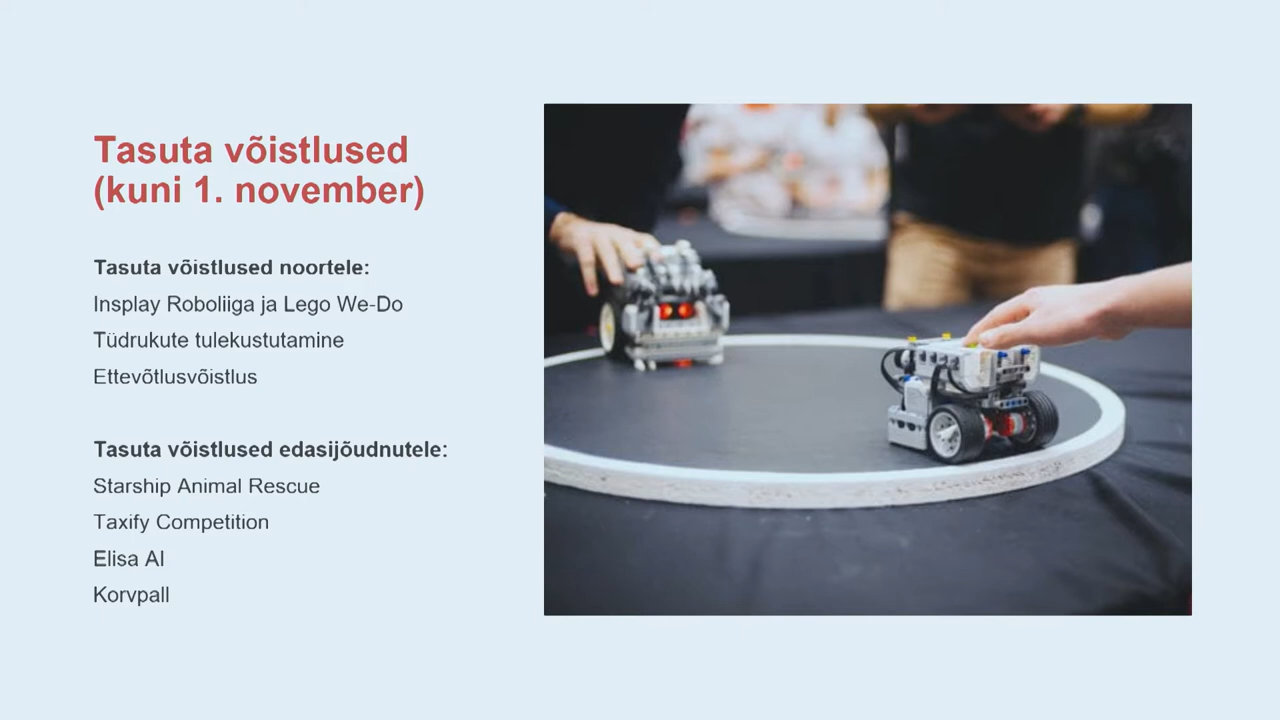 Tasuta võistlused
(kuni 1. november)
Tasuta võistlused noortele:
Insplay Roboliiga ja Lego We-Do
Tüdrukute tulekustutamine
Ettevõtlusvõistlus
Tasuta võistlused edasijõudnutele:
Starship Animal Rescue
Taxify Competition
Elisa AI
Korvpall